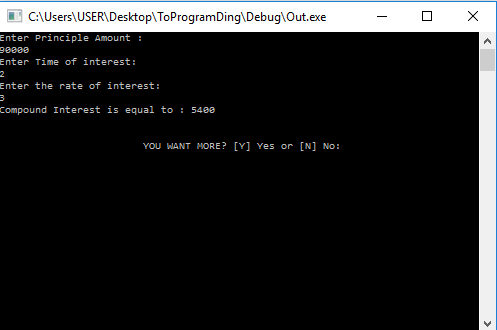 C:\Users\USER\Desktop\ToProgramDing\Debug\Out.exe
Enter Principle Amount :
90000
Enter Time of interest:
2
Enter the rate of interest:
3
Compound Interest is equal to : 5400
YOU WANT MORE? [Y] Yes or [N] No: